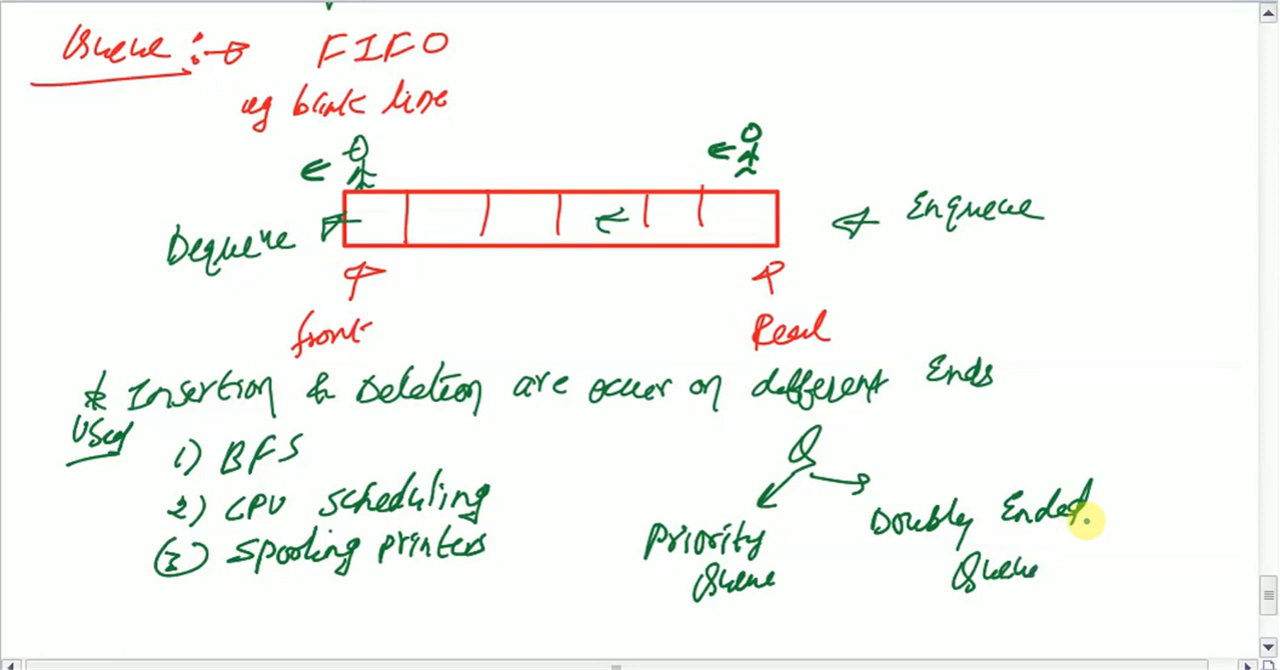 Queue :→ FIFO
eg bank line
Enqueue
Dequeue
front
Rear
* Insertion & Deletion are occur on different Ends
Used
1) BFS
2) CPU scheduling
3) Spooling printers
Q
Priority
Queue
Doubly Ended
Queue